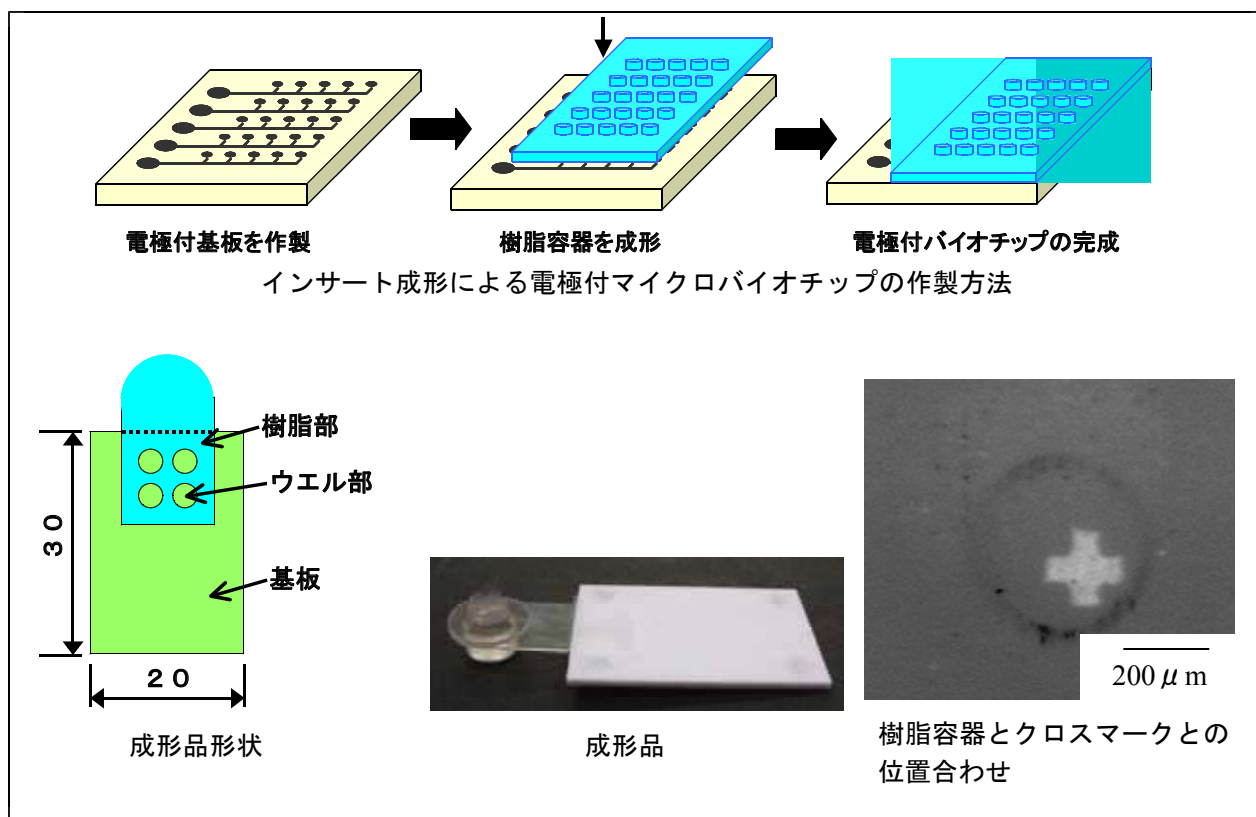 電極付基板を作製
樹脂容器を成形
電極付バイオチップの完成
インサート成形による電極付マイクロバイオチップの作製方法
樹脂部
ウエル部
基板
30
20
200μm
成形品形状
成形品
樹脂容器とクロスマークとの
位置合わせ